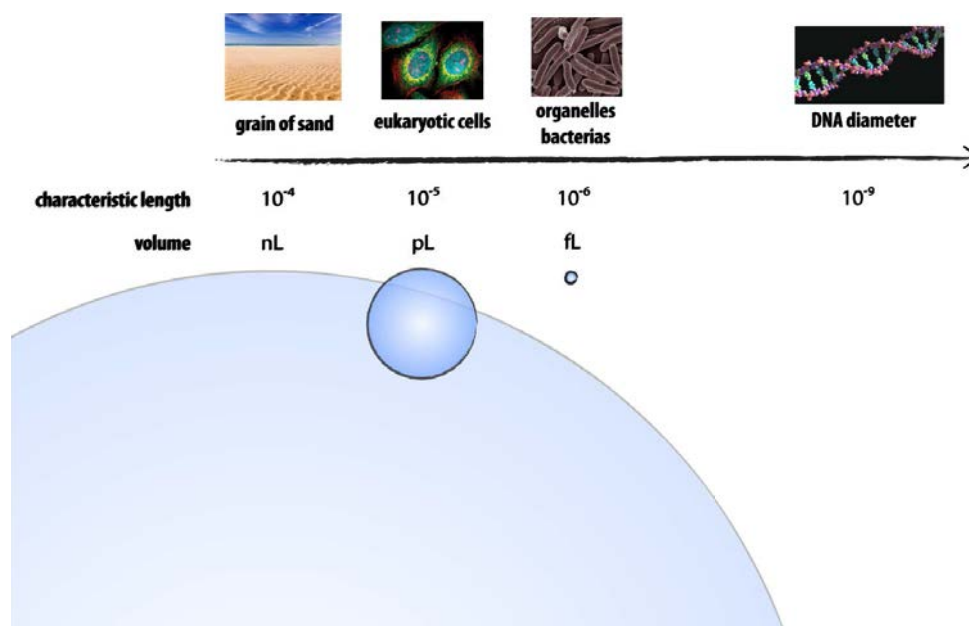 grain of sand
eukaryotic cells
organelles
bacterias
DNA diameter
characteristic length 10⁻⁴ 10⁻⁵ 10⁻⁶ 10⁻⁹
volume nL pL fL